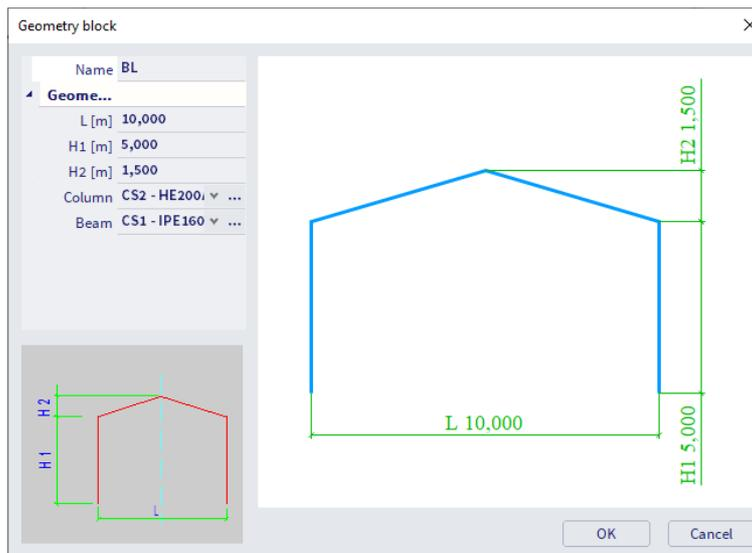 Geometry block
Name BL
Geome...
L [m] 10,000
H1 [m] 5,000
H2 [m] 1,500
Column CS2 - HE200 ...
Beam CS1 - IPE160 ...
H2 1,500
L 10,000
H1 5,000
H2
H1
L
OK Cancel